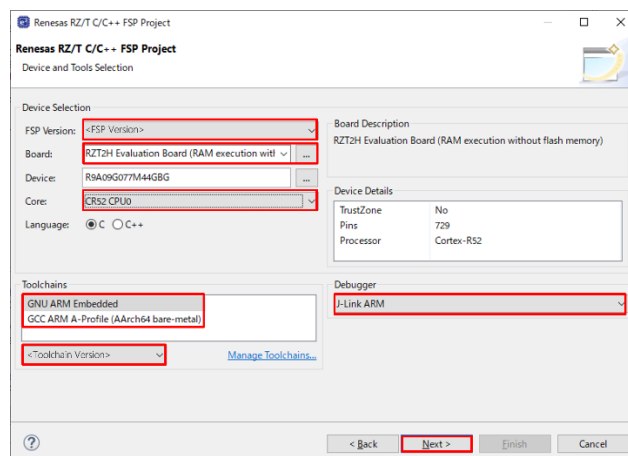 Renesas RZ/T C/C++ FSP Project
Renesas RZ/T C/C++ FSP Project
Device and Tools Selection
Device Selection
FSP Version: <FSP Version>
Board: RZT2H Evaluation Board (RAM execution witl ...
Device: R9A09G077M44GBG ...
Core: CR52 CPU0
Language: C C++
Board Description
RZT2H Evaluation Board (RAM execution without flash memory)
Device Details
TrustZone No
Pins 729
Processor Cortex-R52
Toolchains
GNU ARM Embedded
GCC ARM A-Profile (AArch64 bare-metal)
<Toolchain Version> Manage Toolchains...
Debugger
J-Link ARM
? < Back Next > Finish Cancel